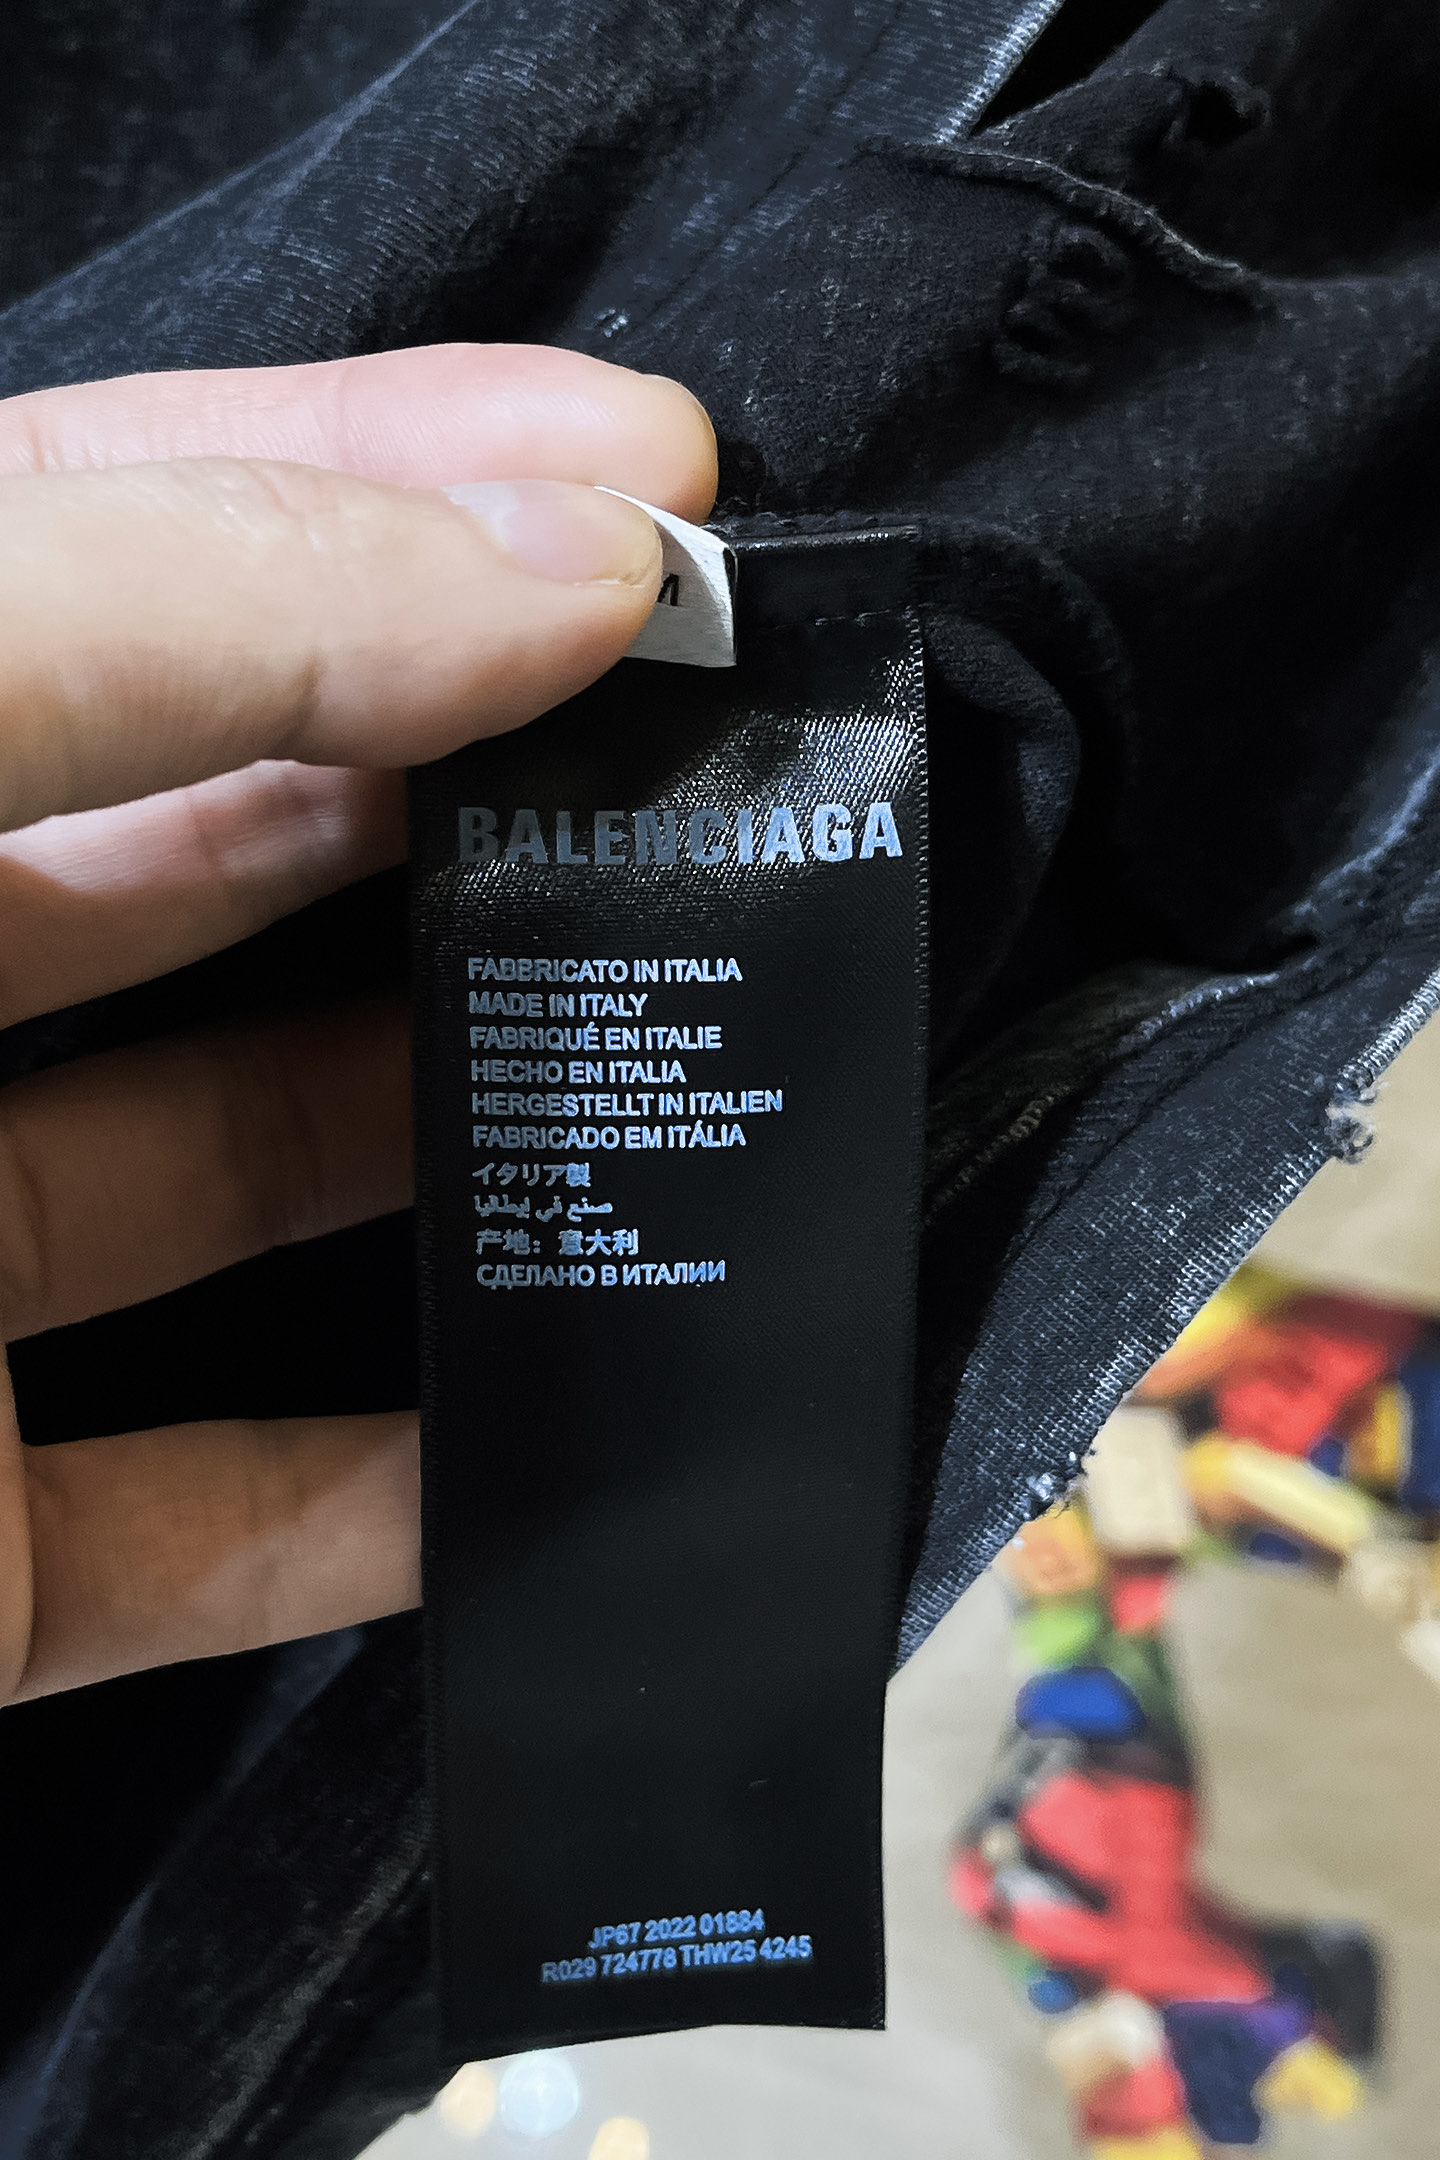 M
BALENCIAGA
FABBRICATO IN ITALIA
MADE IN ITALY
FABRIQUÉ EN ITALIE
HECHO EN ITALIA
HERGESTELLT IN ITALIEN
FABRICADO EM ITÁLIA
イタリア製
صنع في إيطاليا
产地：意大利
СДЕЛАНО В ИТАЛИИ
JP67 2022 01884
R029 724778 THW25 4245